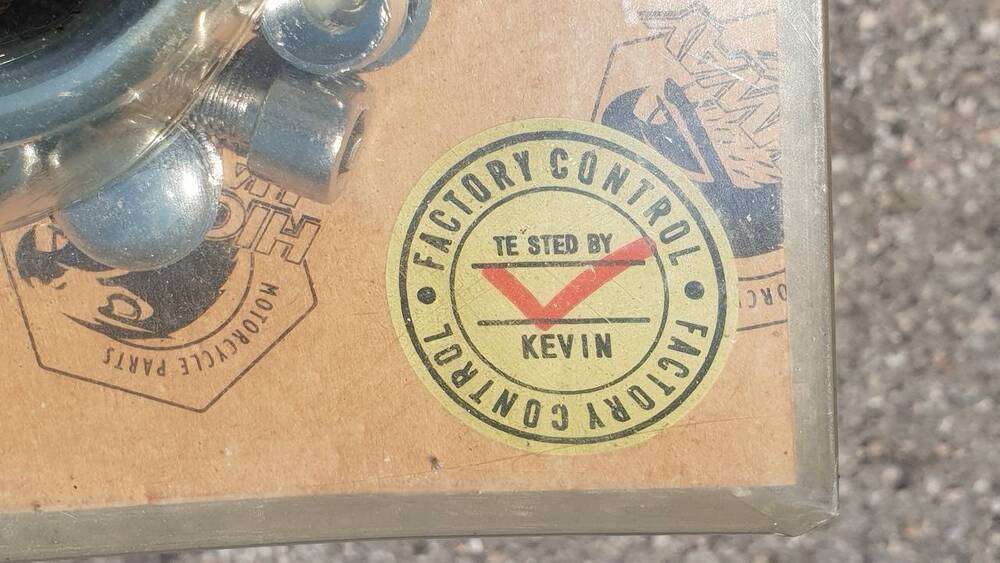 FACTORY CONTROL
TE STED BY
KEVIN
FACTORY CONTROL
MOTORCYCLE PARTS